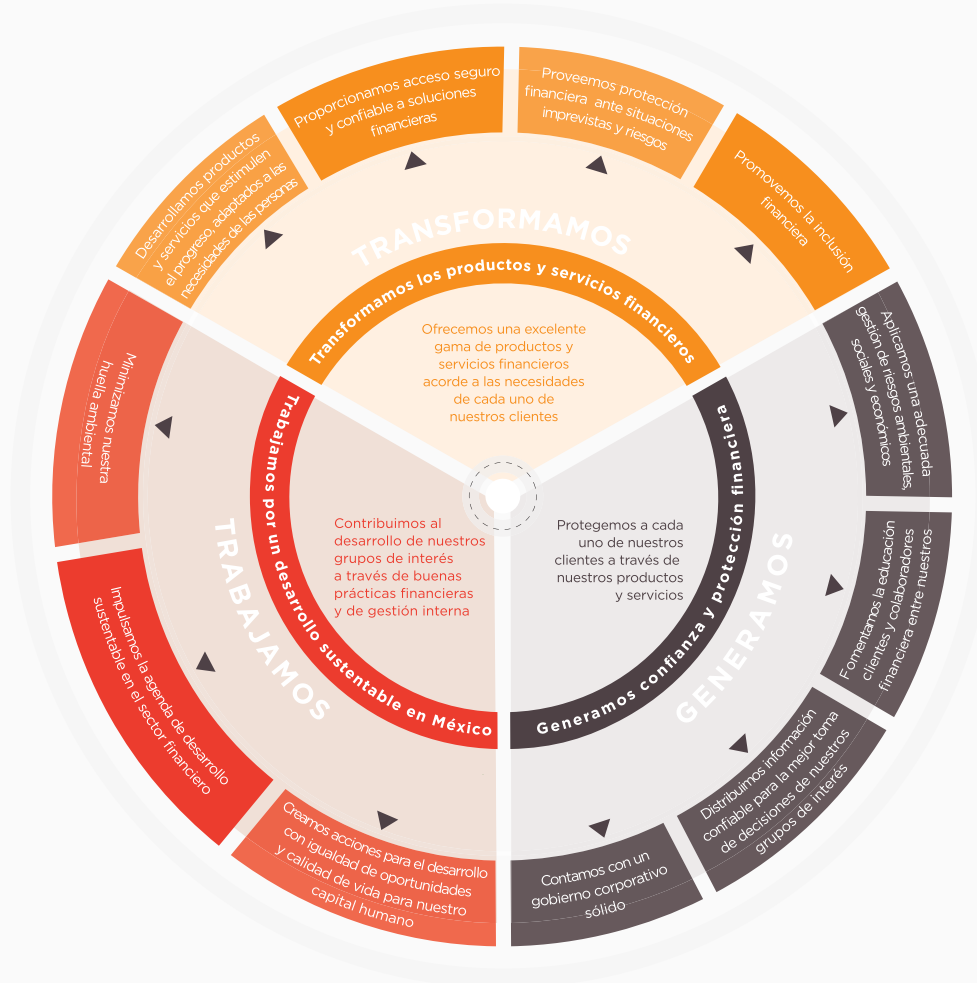 Desarrollamos productos
y servicios que estimulen
el progreso, adaptados a las
necesidades de las personas
Proporcionamos acceso seguro
y confiable a soluciones
financieras
Proveemos protección
financiera ante situaciones
imprevistas y riesgos
Promovemos la inclusión
financiera
TRANSFORMAMOS
Transformamos los productos y servicios financieros
Ofrecemos una excelente
gama de productos y
servicios financieros
acorde a las necesidades
de cada uno de
nuestros clientes
Aplicamos una adecuada
gestión de riesgos ambientales,
sociales y económicos
Fomentamos la educación
clientes y colaboradores
financiera entre nuestros
Distribuimos información
confiable para la mejor toma
de decisiones de nuestros
grupos de interés
Contamos con un
gobierno corporativo
sólido
GENERAMOS
Generamos confianza y protección financiera
Protegemos a cada
uno de nuestros
clientes a través de
nuestros productos
y servicios
Creamos acciones para el desarrollo
con igualdad de oportunidades
y calidad de vida para nuestro
capital humano
Impulsamos la agenda de desarrollo
sustentable en el sector financiero
Minimizamos nuestra
huella ambiental
TRABAJAMOS
Trabajamos por un desarrollo sustentable en México
Contribuimos al
desarrollo de nuestros
grupos de interés
a través de buenas
prácticas financieras
y de gestión interna